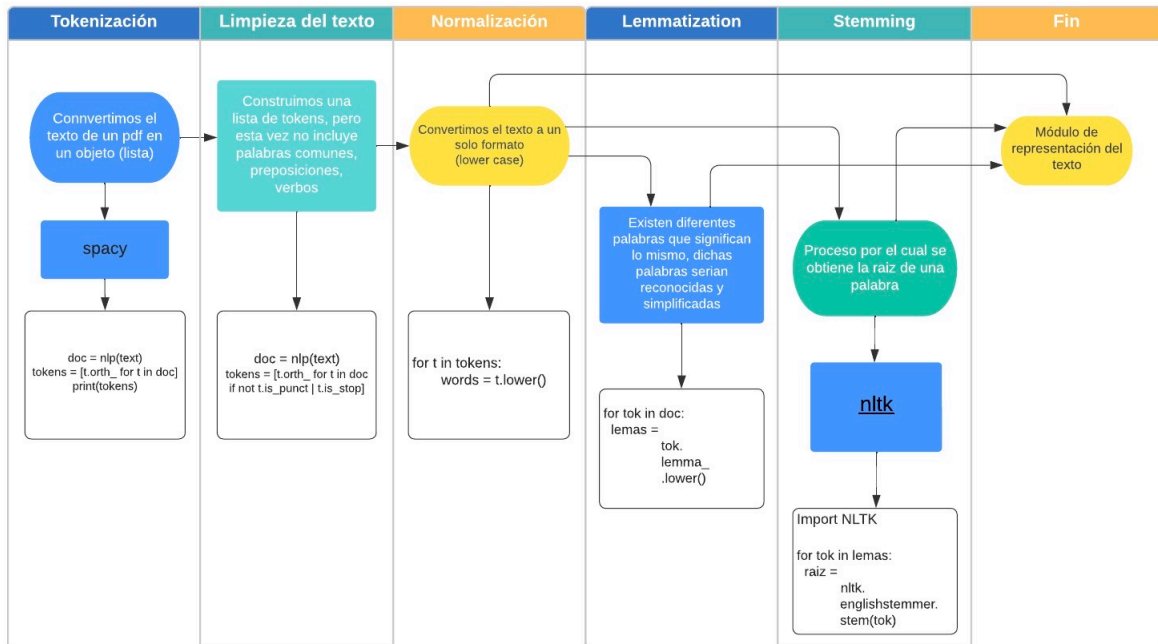 Tokenización
Limpieza del texto
Normalización
Lemmatization
Stemming
Fin
Connvertimos el
texto de un pdf en
un objeto (lista)
spacy
doc = nlp(text)
tokens = [t.orth_ for t in doc]
print(tokens)
Construimos una
lista de tokens, pero
esta vez no incluye
palabras comunes,
preposiciones,
verbos
doc = nlp(text)
tokens = [t.orth_ for t in doc
if not t.is_punct | t.is_stop]
Convertimos el texto a un
solo formato
(lower case)
for t in tokens:
words = t.lower()
Existen diferentes
palabras que significan
lo mismo, dichas
palabras serian
reconocidas y
simplificadas
for tok in doc:
lemas =
tok.
lemma_
.lower()
Proceso por el cual se
obtiene la raiz de una
palabra
nltk
Import NLTK
for tok in lemas:
raiz =
nltk.
englishstemmer.
stem(tok)
Módulo de
representación del
texto